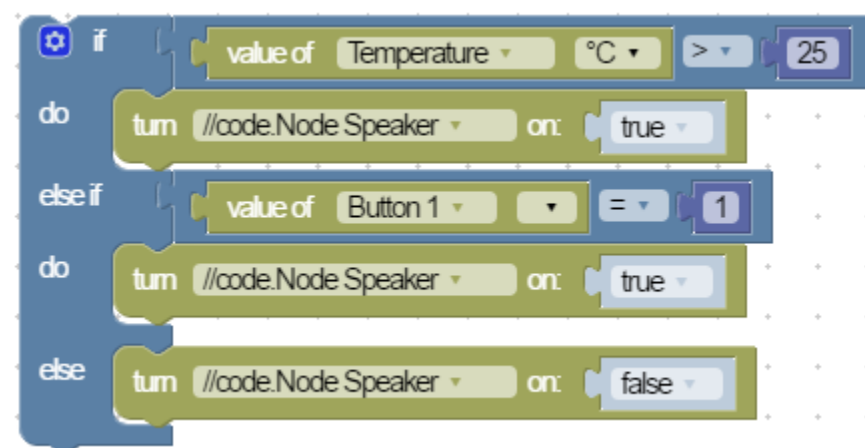 if value of Temperature °C > 25
do turn //code.Node Speaker on: true
else if value of Button 1 = 1
do turn //code.Node Speaker on: true
else turn //code.Node Speaker on: false